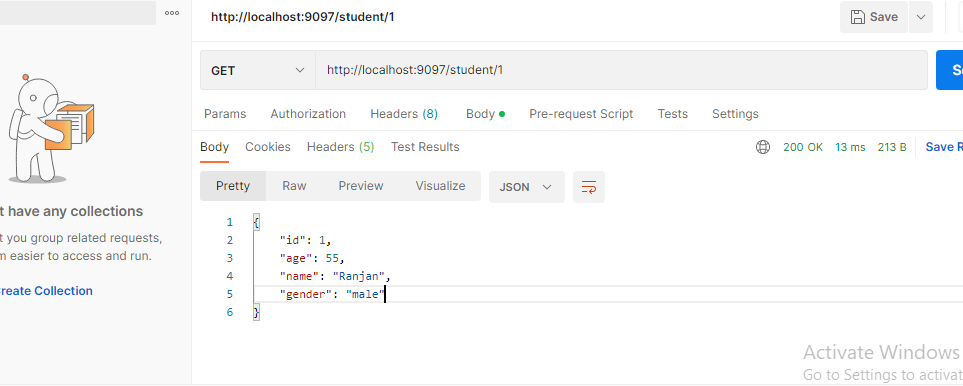 http://localhost:9097/student/1
Save
GET
http://localhost:9097/student/1
Params Authorization Headers (8) Body Pre-request Script Tests Settings
Body Cookies Headers (5) Test Results
200 OK 13 ms 213 B Save
Pretty Raw Preview Visualize JSON
1 {
2 "id": 1,
3 "age": 55,
4 "name": "Ranjan",
5 "gender": "male"
6 }
have any collections
you group related requests,
easier to access and run.
Collection
Activate Windows
Go to Settings to